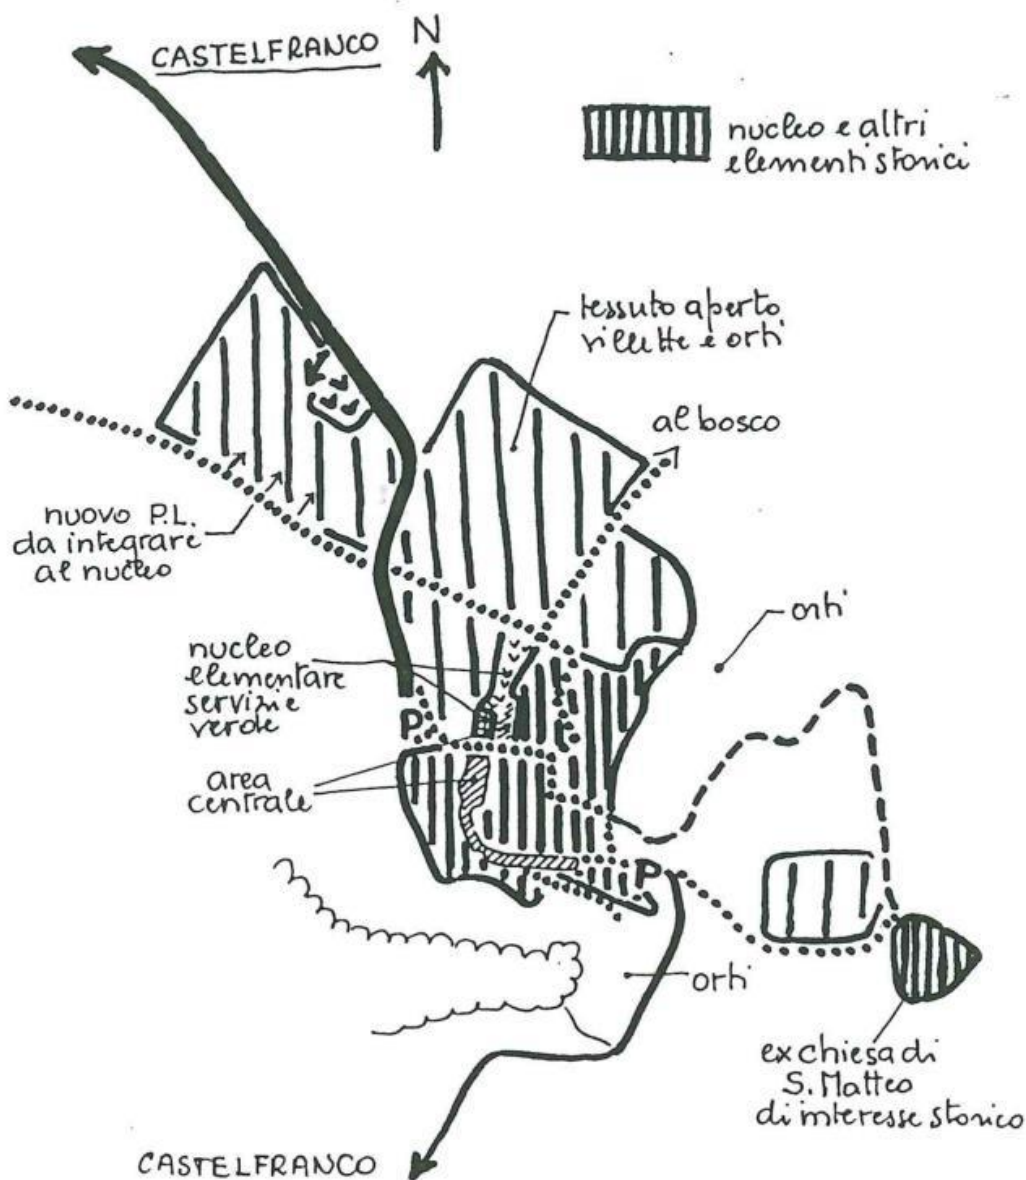 CASTELFRANCO
N
nucleo e altri
elementi storici
tessuto aperto
villette e orti
al bosco
nuovo P.L.
da integrare
al nucleo
orti
nucleo
elementare
servizi e
verde
P
area
centrale
P
orti
ex chiesa di
S. Matteo
di interesse storico
CASTELFRANCO